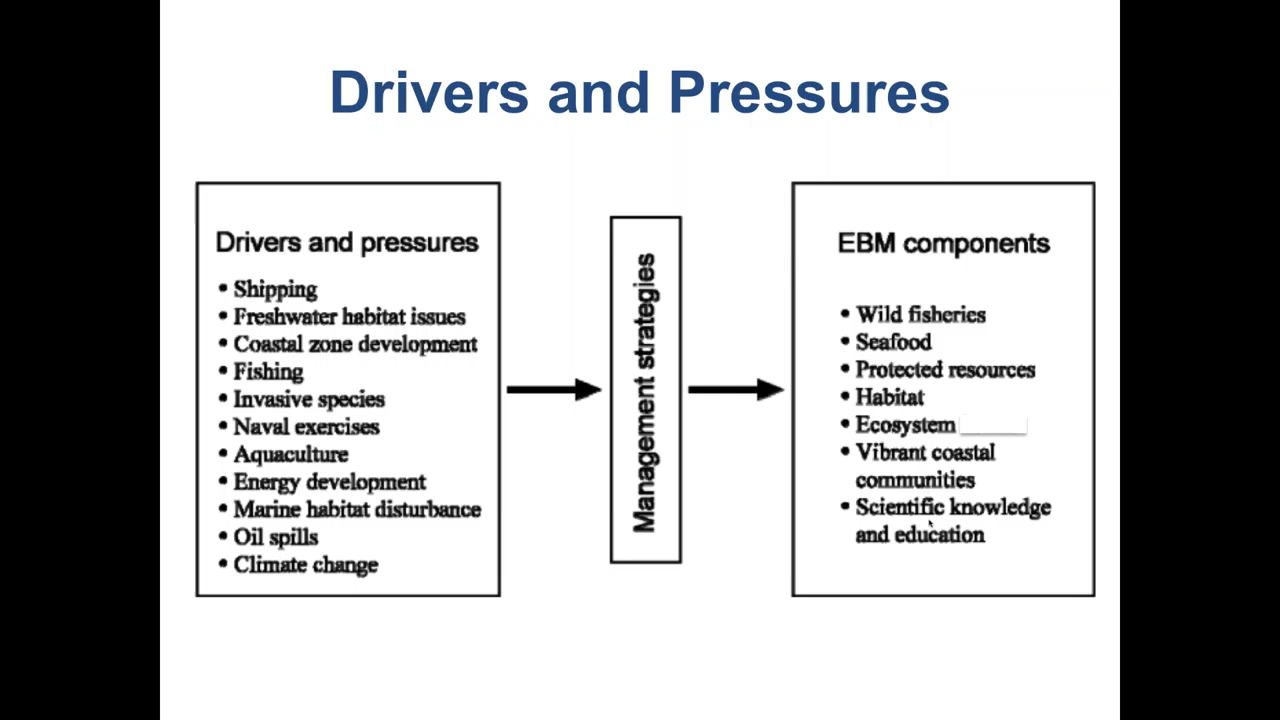 Drivers and Pressures
Drivers and pressures
• Shipping
• Freshwater habitat issues
• Coastal zone development
• Fishing
• Invasive species
• Naval exercises
• Aquaculture
• Energy development
• Marine habitat disturbance
• Oil spills
• Climate change
Management strategies
EBM components
• Wild fisheries
• Seafood
• Protected resources
• Habitat
• Ecosystem
• Vibrant coastal
communities
• Scientific knowledge
and education